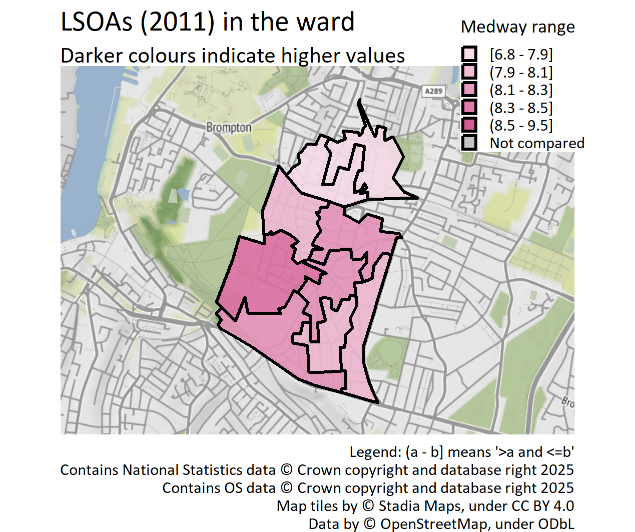 LSOAs (2011) in the ward
Darker colours indicate higher values
Medway range
[6.8 - 7.9]
(7.9 - 8.1]
(8.1 - 8.3]
(8.3 - 8.5]
(8.5 - 9.5]
Not compared
A289
Brompton
Bro
Legend: (a - b] means '>a and <=b'
Contains National Statistics data © Crown copyright and database right 2025
Contains OS data © Crown copyright and database right 2025
Map tiles by © Stadia Maps, under CC BY 4.0
Data by © OpenStreetMap, under ODbL